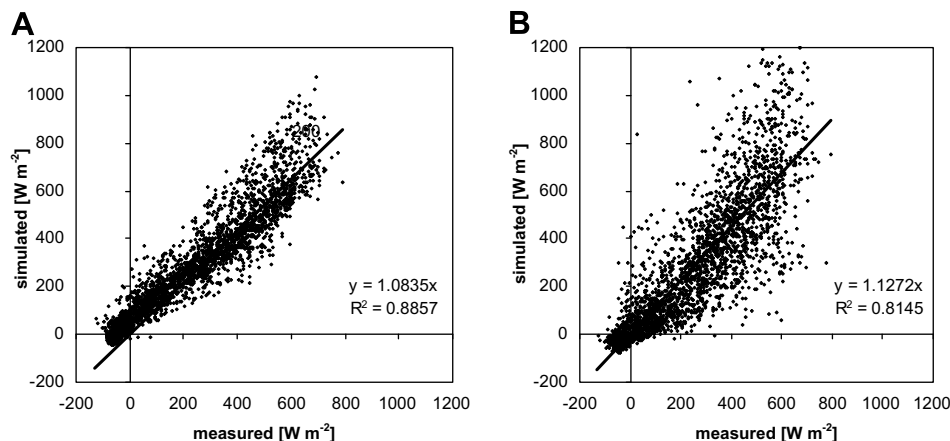 A
1200
1000
800
600
400
200
0
-200
simulated [W m-2]
200
y = 1.0835x
R2 = 0.8857
-200 0 200 400 600 800 1000 1200
measured [W m-2]
B
1200
1000
800
600
400
200
0
-200
simulated [W m-2]
y = 1.1272x
R2 = 0.8145
-200 0 200 400 600 800 1000 1200
measured [W m-2]